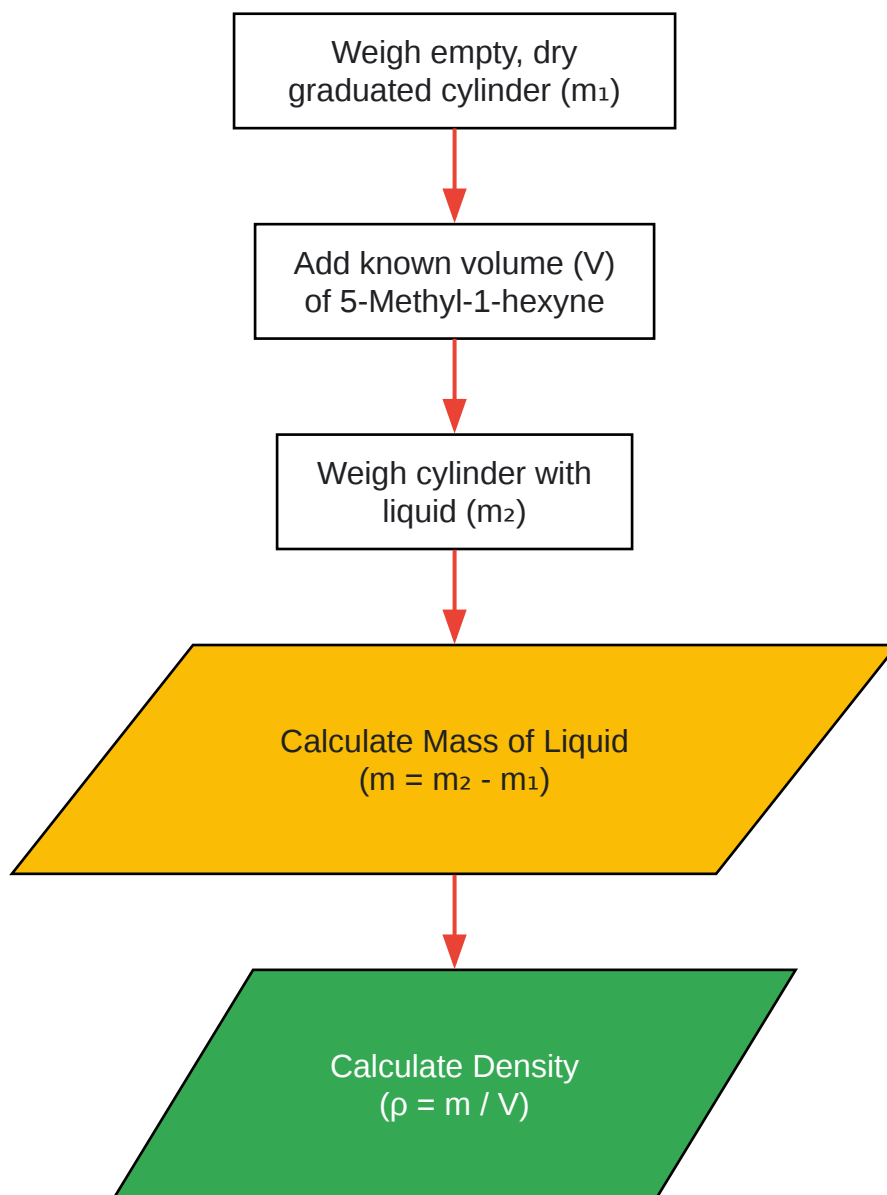 Weigh empty, dry
graduated cylinder (m₁)
Add known volume (V)
of 5-Methyl-1-hexyne
Weigh cylinder with
liquid (m₂)
Calculate Mass of Liquid
(m = m₂ - m₁)
Calculate Density
(ρ = m / V)